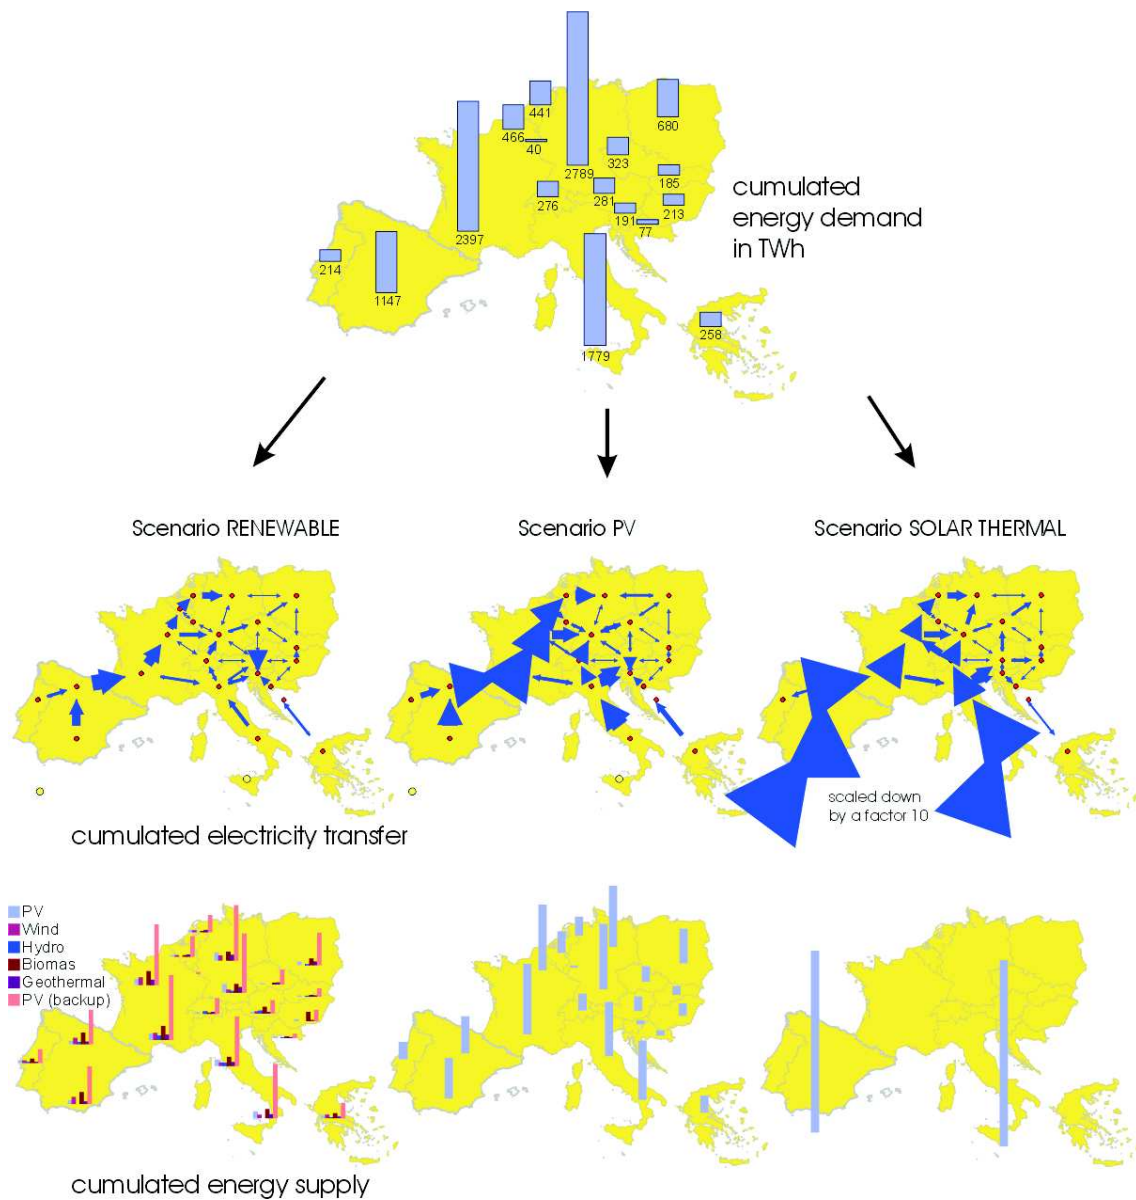 441
466
40
680
323
2789
185
cumulated
energy demand
in TWh
276
281
213
191
77
2397
214
1147
258
1779
Scenario RENEWABLE
Scenario PV
Scenario SOLAR THERMAL
scaled down
by a factor 10
cumulated electricity transfer
PV
Wind
Hydro
Biomas
Geothermal
PV (backup)
cumulated energy supply